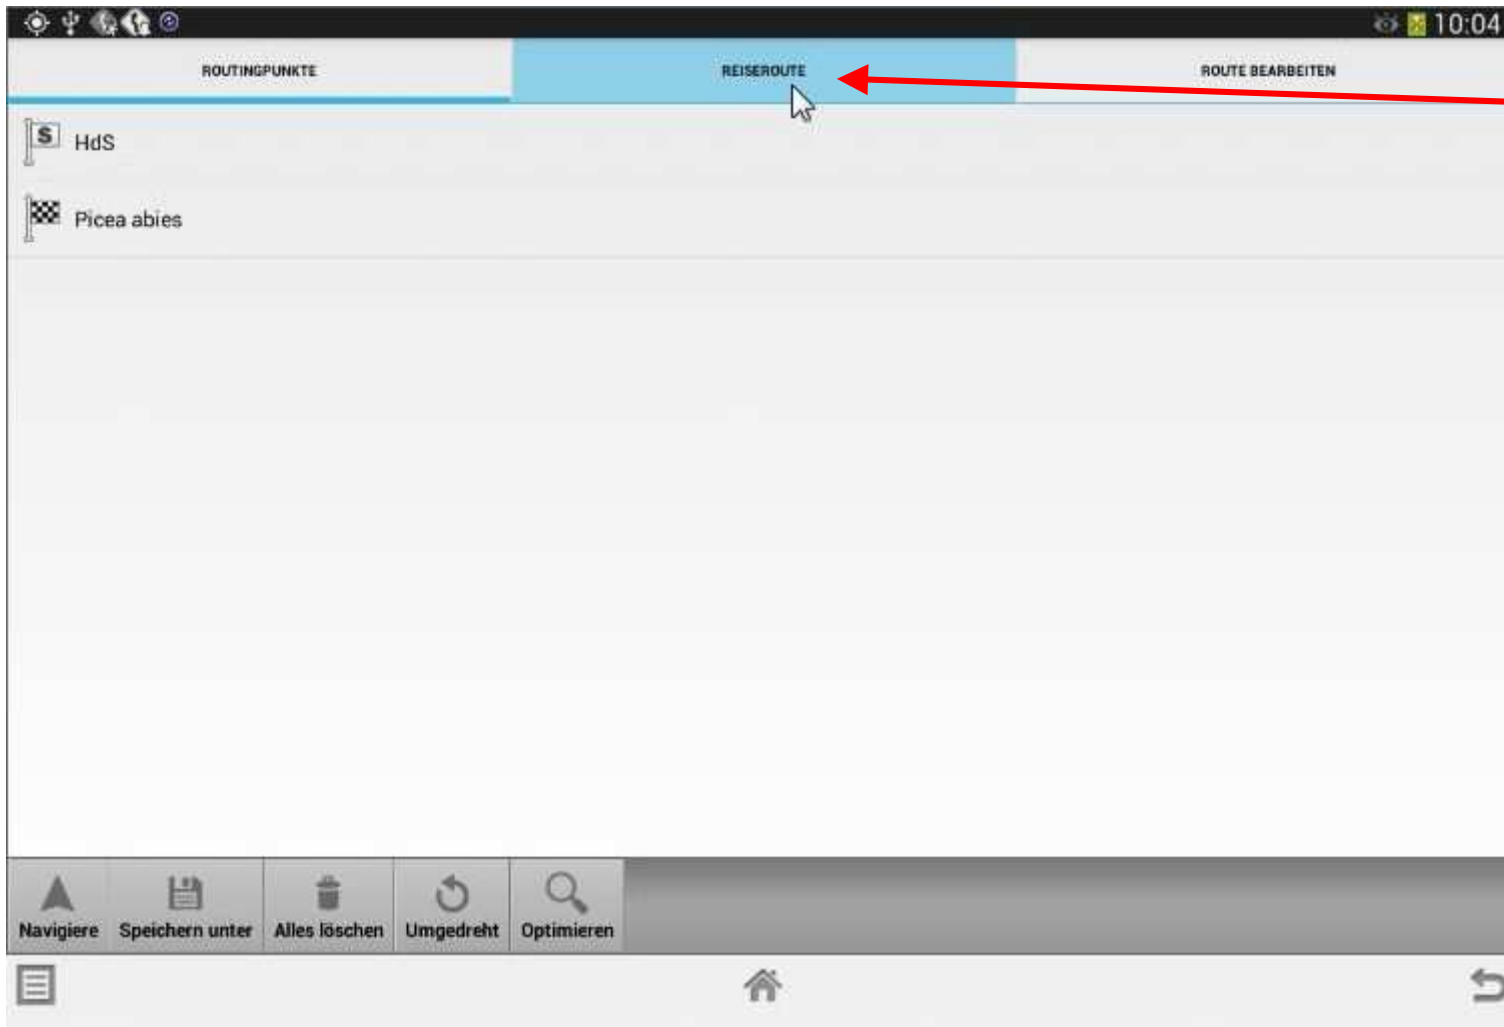 10:04
ROUTINGPUNKTE REISEROUTE ROUTE BEARBEITEN
S HdS
Picea abies
Navigiere Speichern unter Alles löschen Umgedreht Optimieren